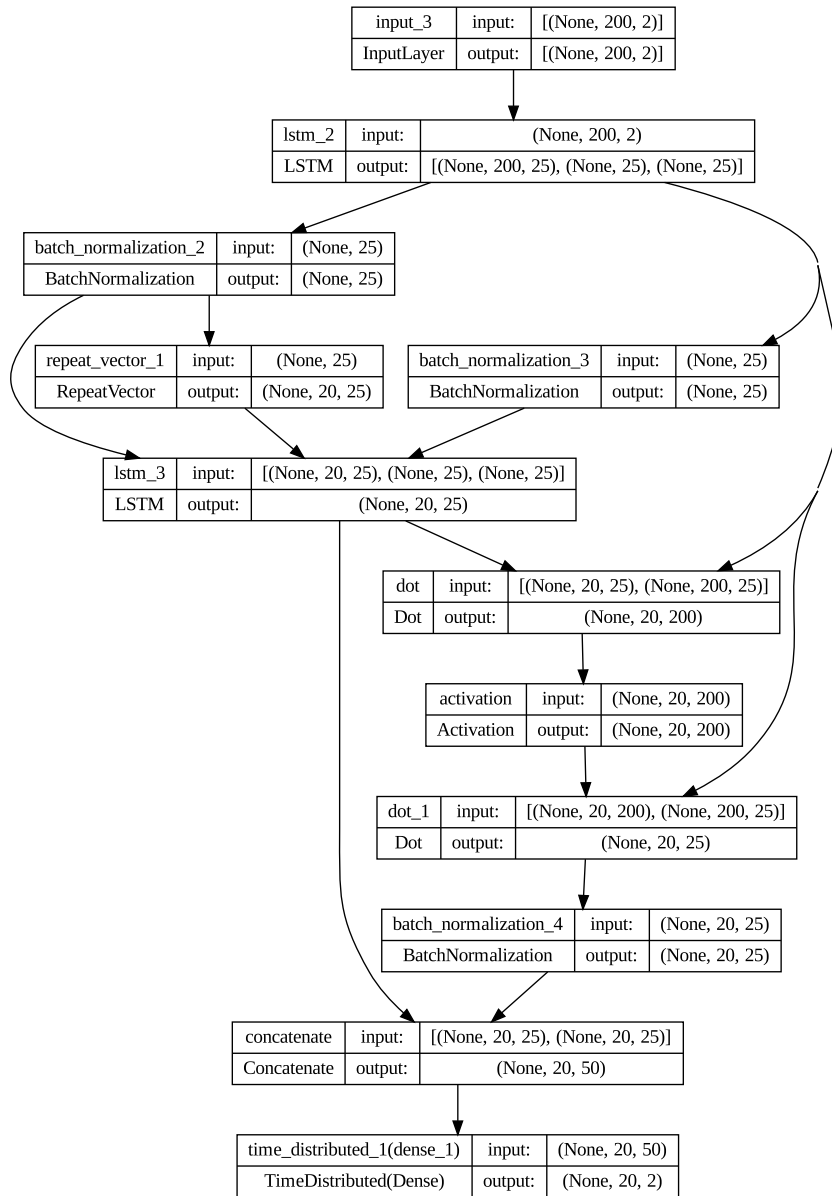 input_3 input: [(None, 200, 2)]
InputLayer output: [(None, 200, 2)]
lstm_2 input: (None, 200, 2)
LSTM output: [(None, 200, 25), (None, 25), (None, 25)]
batch_normalization_2 input: (None, 25)
BatchNormalization output: (None, 25)
repeat_vector_1 input: (None, 25)
RepeatVector output: (None, 20, 25)
batch_normalization_3 input: (None, 25)
BatchNormalization output: (None, 25)
lstm_3 input: [(None, 20, 25), (None, 25), (None, 25)]
LSTM output: (None, 20, 25)
dot input: [(None, 20, 25), (None, 200, 25)]
Dot output: (None, 20, 200)
activation input: (None, 20, 200)
Activation output: (None, 20, 200)
dot_1 input: [(None, 20, 200), (None, 200, 25)]
Dot output: (None, 20, 25)
batch_normalization_4 input: (None, 20, 25)
BatchNormalization output: (None, 20, 25)
concatenate input: [(None, 20, 25), (None, 20, 25)]
Concatenate output: (None, 20, 50)
time_distributed_1(dense_1) input: (None, 20, 50)
TimeDistributed(Dense) output: (None, 20, 2)